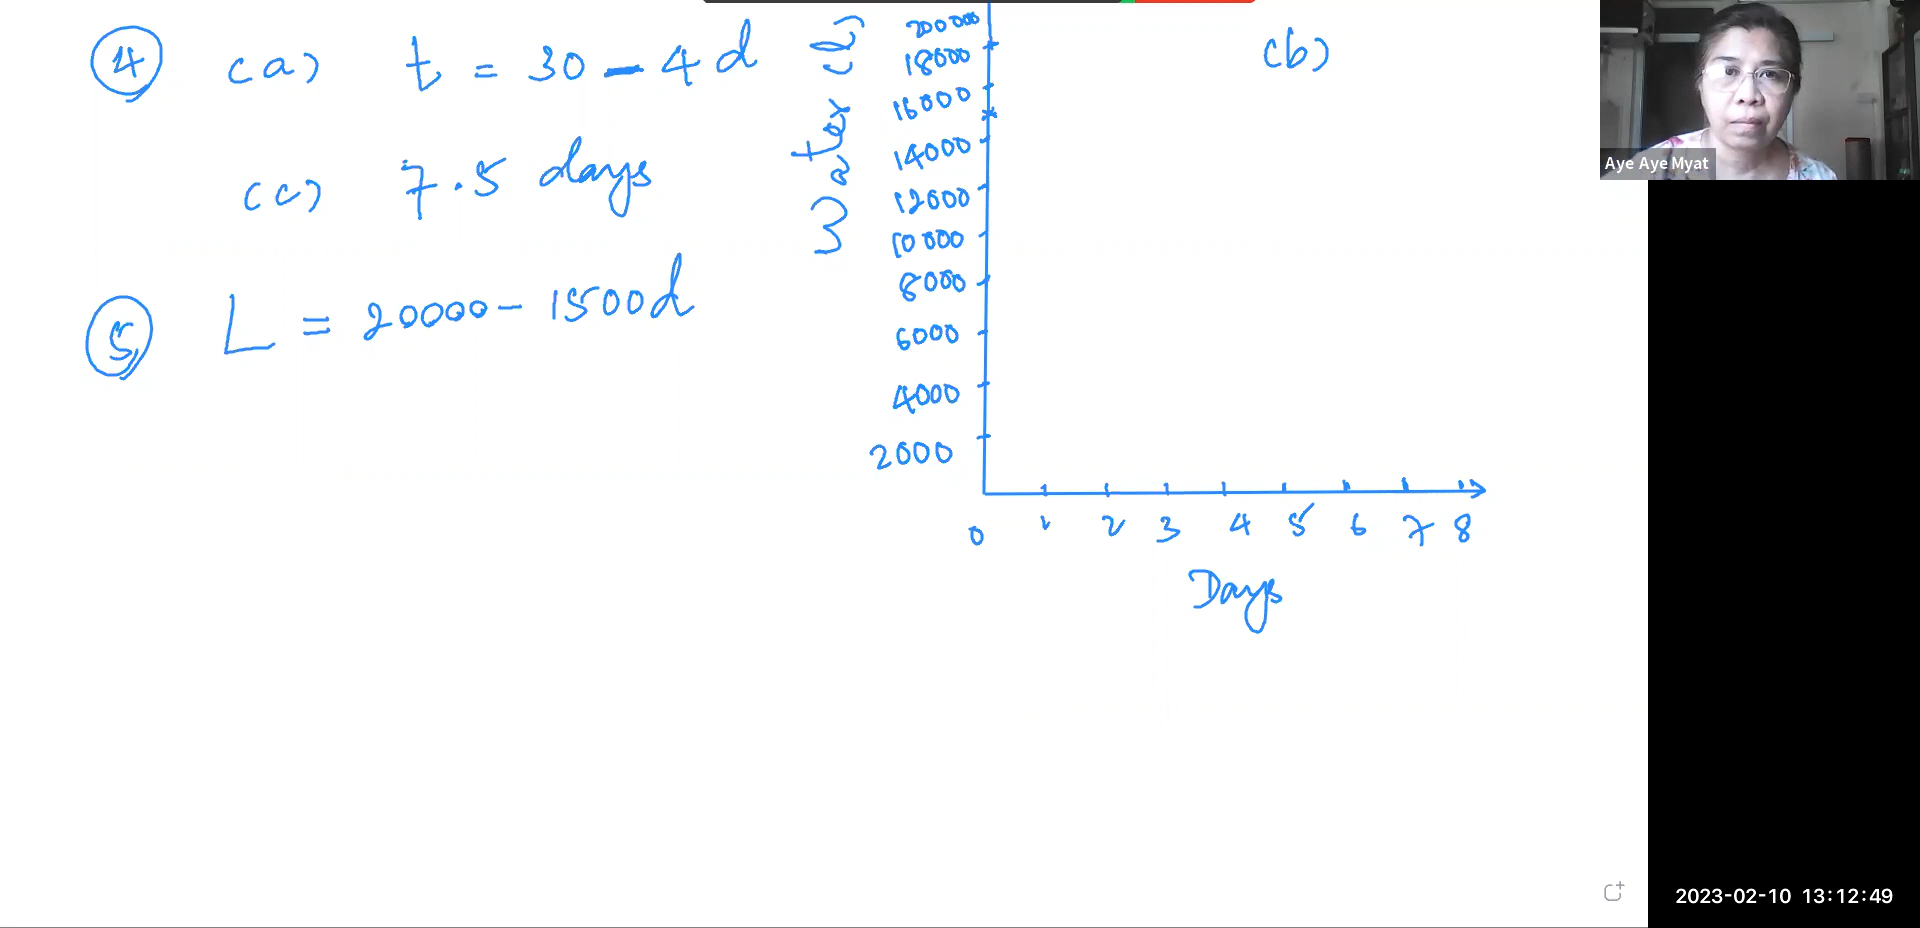 ④ (a) t = 30 - 4d
(c) 7.5 days
⑤ L = 20000 - 1500d
(b)
Water (L)
200000
18000
16000
14000
12000
10000
8000
6000
4000
2000
0 1 2 3 4 5 6 7 8
Days
Aye Aye Myat
2023-02-10 13:12:49